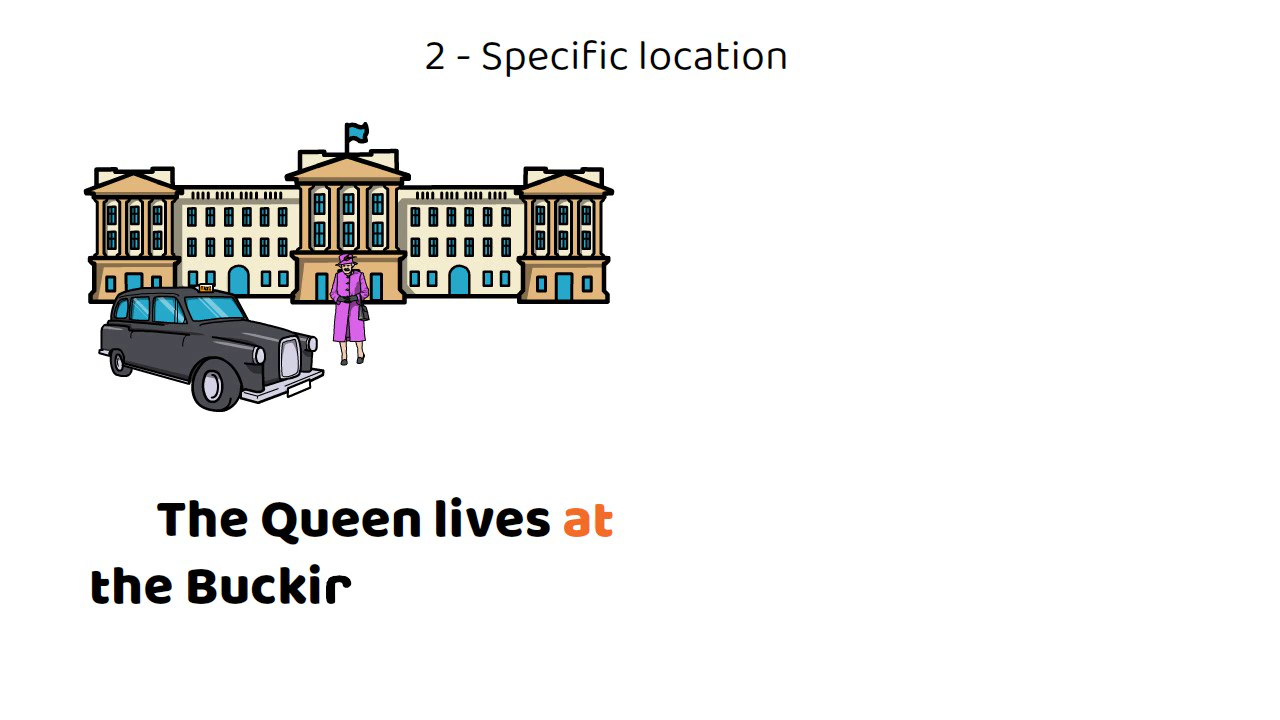 2 - Specific location
The Queen lives at
the Buckir